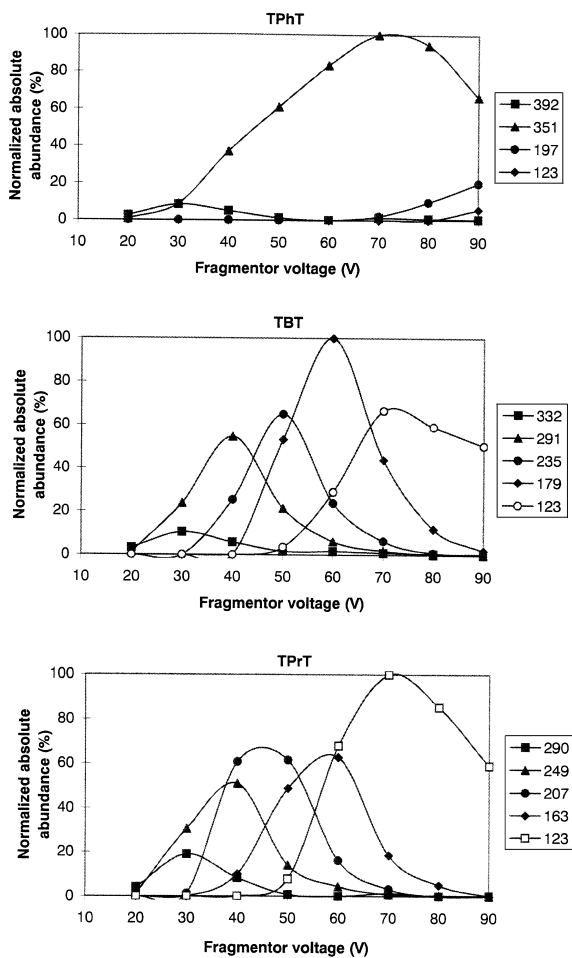 TPhT
Normalized absolute
abundance (%)
100
80
60
40
20
0
10 20 30 40 50 60 70 80 90
Fragmentor voltage (V)
392
351
197
123
TBT
Normalized absolute
abundance (%)
100
80
60
40
20
0
10 20 30 40 50 60 70 80 90
Fragmentor voltage (V)
332
291
235
179
123
TPrT
Normalized absolute
abundance (%)
100
80
60
40
20
0
10 20 30 40 50 60 70 80 90
Fragmentor voltage (V)
290
249
207
163
123